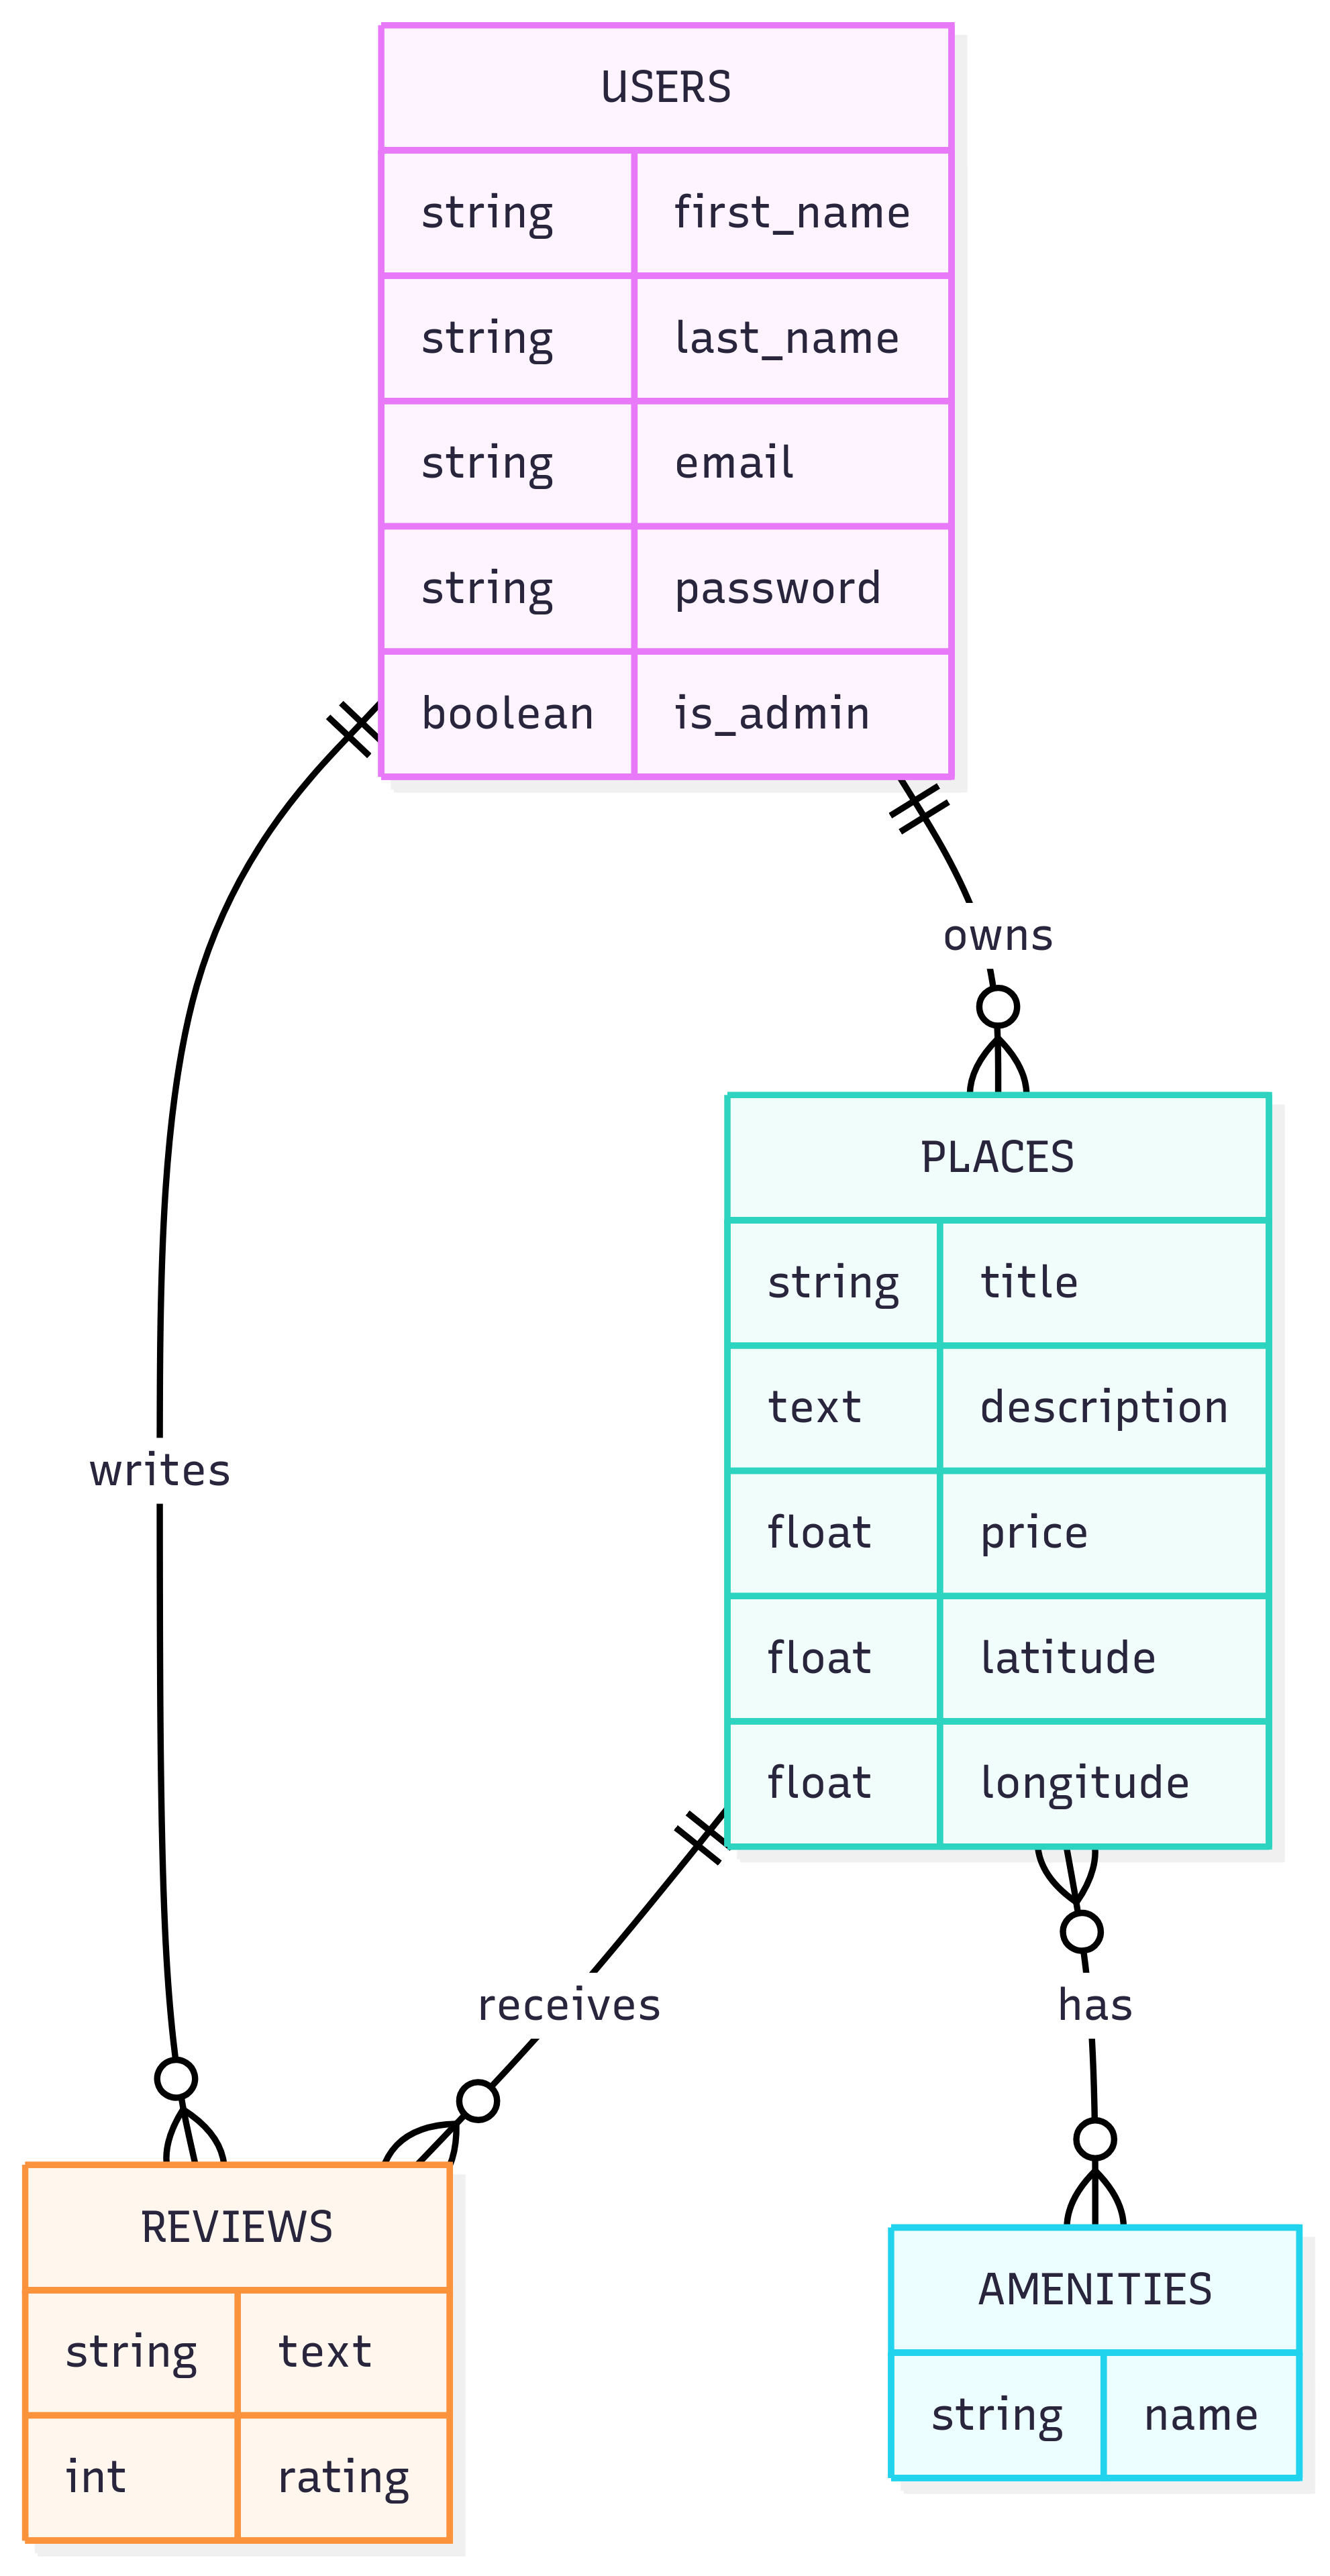 USERS
string first_name
string last_name
string email
string password
boolean is_admin
owns
PLACES
string title
text description
float price
float latitude
float longitude
writes
receives
has
REVIEWS
string text
int rating
AMENITIES
string name